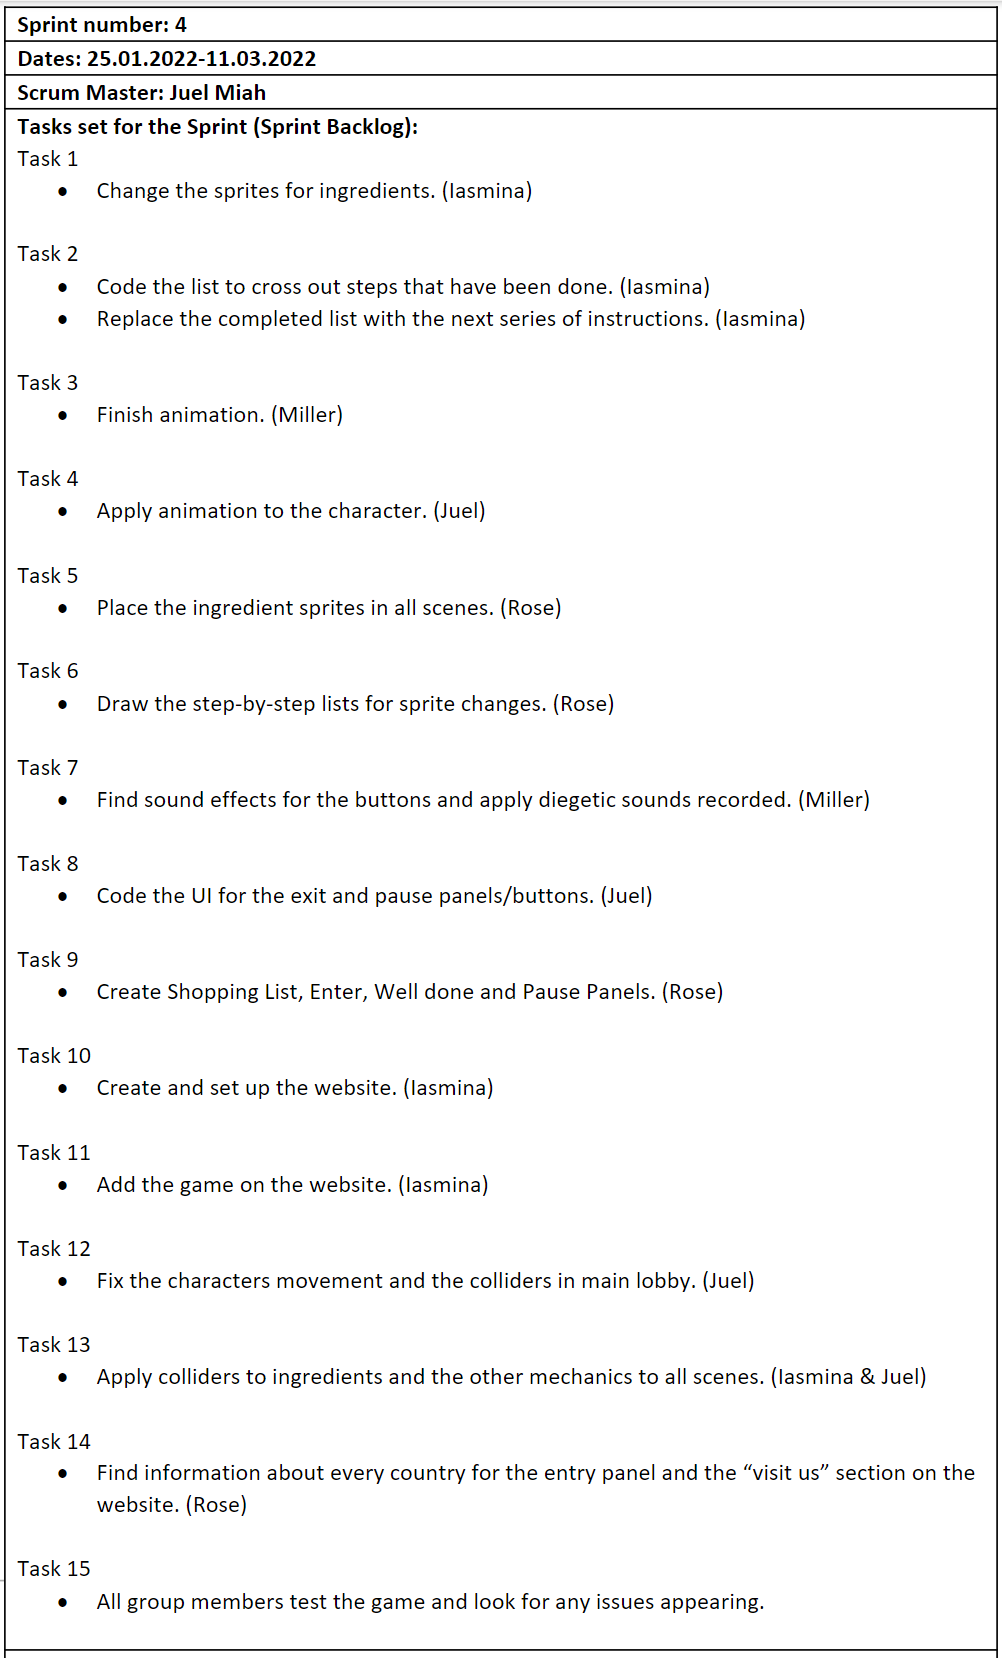 Sprint number: 4
Dates: 25.01.2022-11.03.2022
Scrum Master: Juel Miah
Tasks set for the Sprint (Sprint Backlog):
Task 1
• Change the sprites for ingredients. (Iasmina)
Task 2
• Code the list to cross out steps that have been done. (Iasmina)
• Replace the completed list with the next series of instructions. (Iasmina)
Task 3
• Finish animation. (Miller)
Task 4
• Apply animation to the character. (Juel)
Task 5
• Place the ingredient sprites in all scenes. (Rose)
Task 6
• Draw the step-by-step lists for sprite changes. (Rose)
Task 7
• Find sound effects for the buttons and apply diegetic sounds recorded. (Miller)
Task 8
• Code the UI for the exit and pause panels/buttons. (Juel)
Task 9
• Create Shopping List, Enter, Well done and Pause Panels. (Rose)
Task 10
• Create and set up the website. (Iasmina)
Task 11
• Add the game on the website. (Iasmina)
Task 12
• Fix the characters movement and the colliders in main lobby. (Juel)
Task 13
• Apply colliders to ingredients and the other mechanics to all scenes. (Iasmina & Juel)
Task 14
• Find information about every country for the entry panel and the “visit us” section on the
website. (Rose)
Task 15
• All group members test the game and look for any issues appearing.